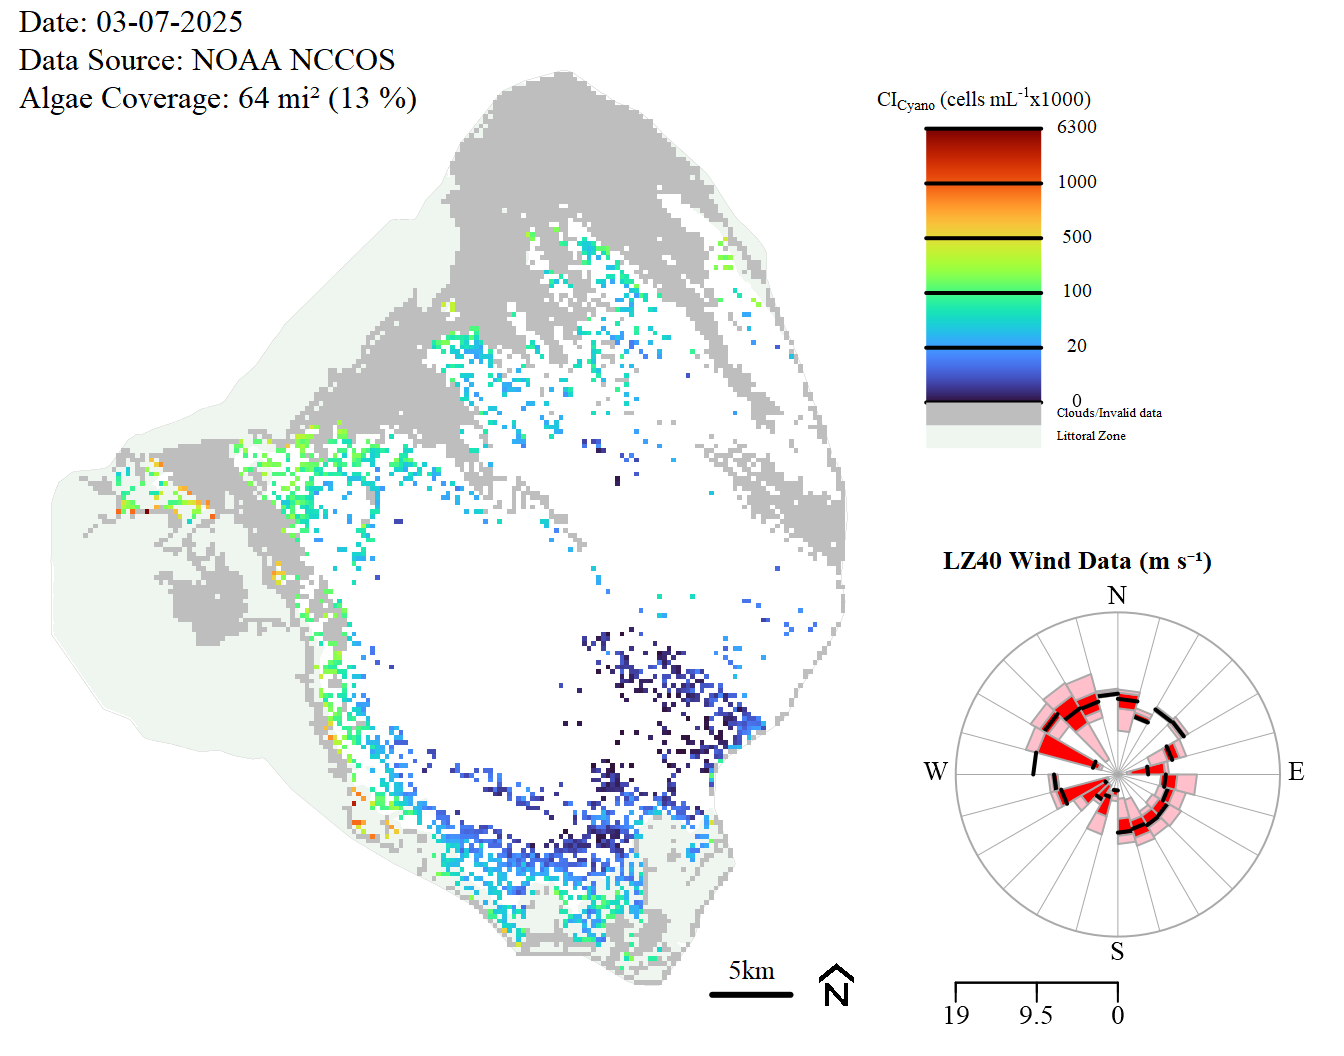 Date: 03-07-2025
Data Source: NOAA NCCOS
Algae Coverage: 64 mi² (13 %)
CI_Cyano (cells mL⁻¹x1000)
6300
1000
500
100
20
0
Clouds/Invalid data
Littoral Zone
LZ40 Wind Data (m s⁻¹)
N
W
E
S
19 9.5 0
5km
N